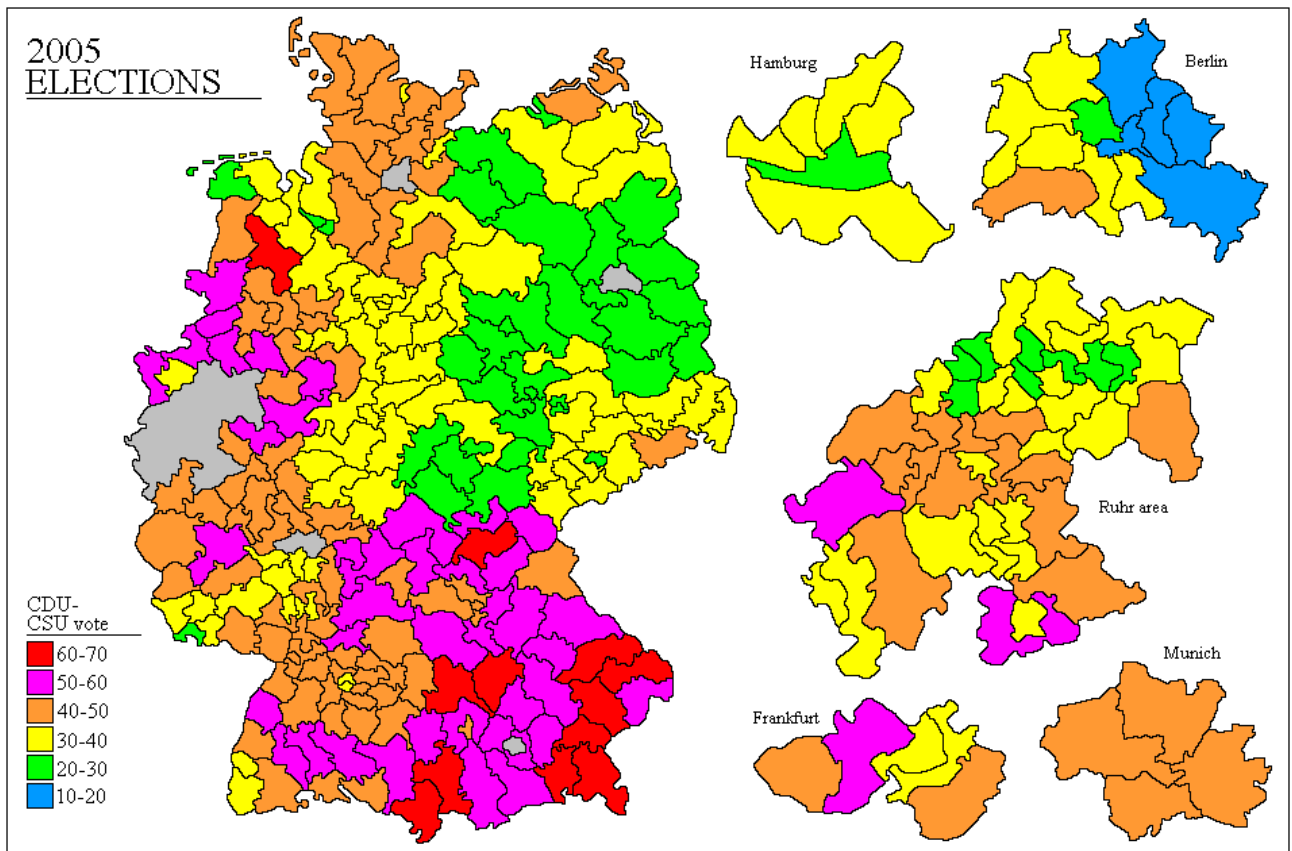 2005
ELECTIONS
Hamburg
Berlin
Ruhr area
Munich
Frankfurt
CDU-
CSU vote
60-70
50-60
40-50
30-40
20-30
10-20